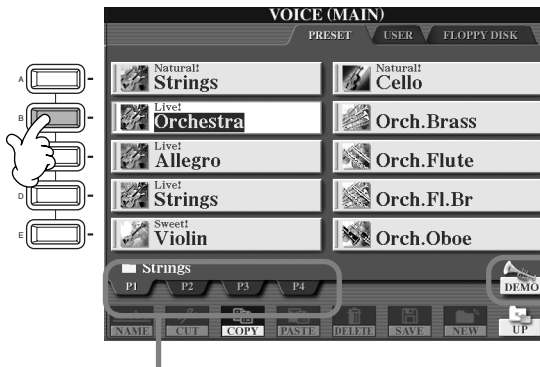 VOICE (MAIN)
PRESET USER FLOPPY DISK
A
B
D
E
Natural!
Strings
Natural!
Cello
Live!
Orchestra
Orch.Brass
Live!
Allegro
Orch.Flute
Live!
Strings
Orch.Fl.Br
Sweet!
Violin
Orch.Oboe
Strings
P1 P2 P3 P4
DEMO
NAME CUT COPY PASTE DELETE SAVE NEW UP